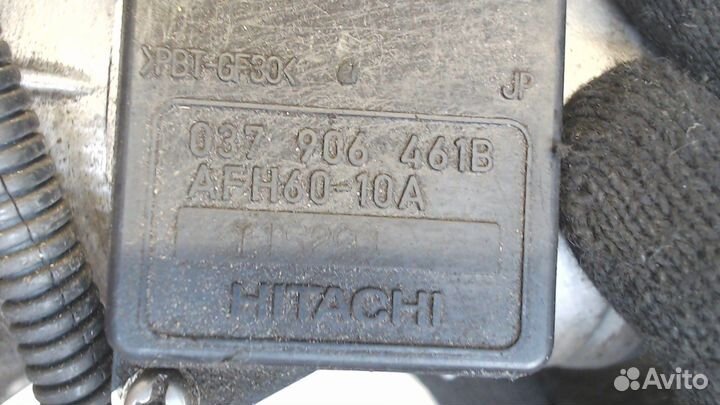 >PBT-GF30<
JP
037 906 461B
AFH60-10A
HITACHI
Avito